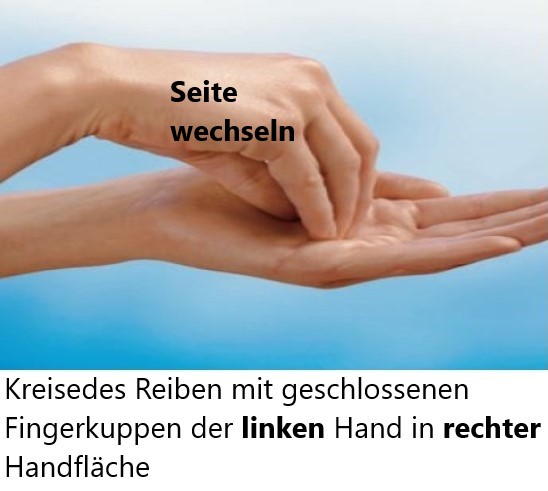 Seite
wechseln
Kreisedes Reiben mit geschlossenen
Fingerkuppen der linken Hand in rechter
Handfläche